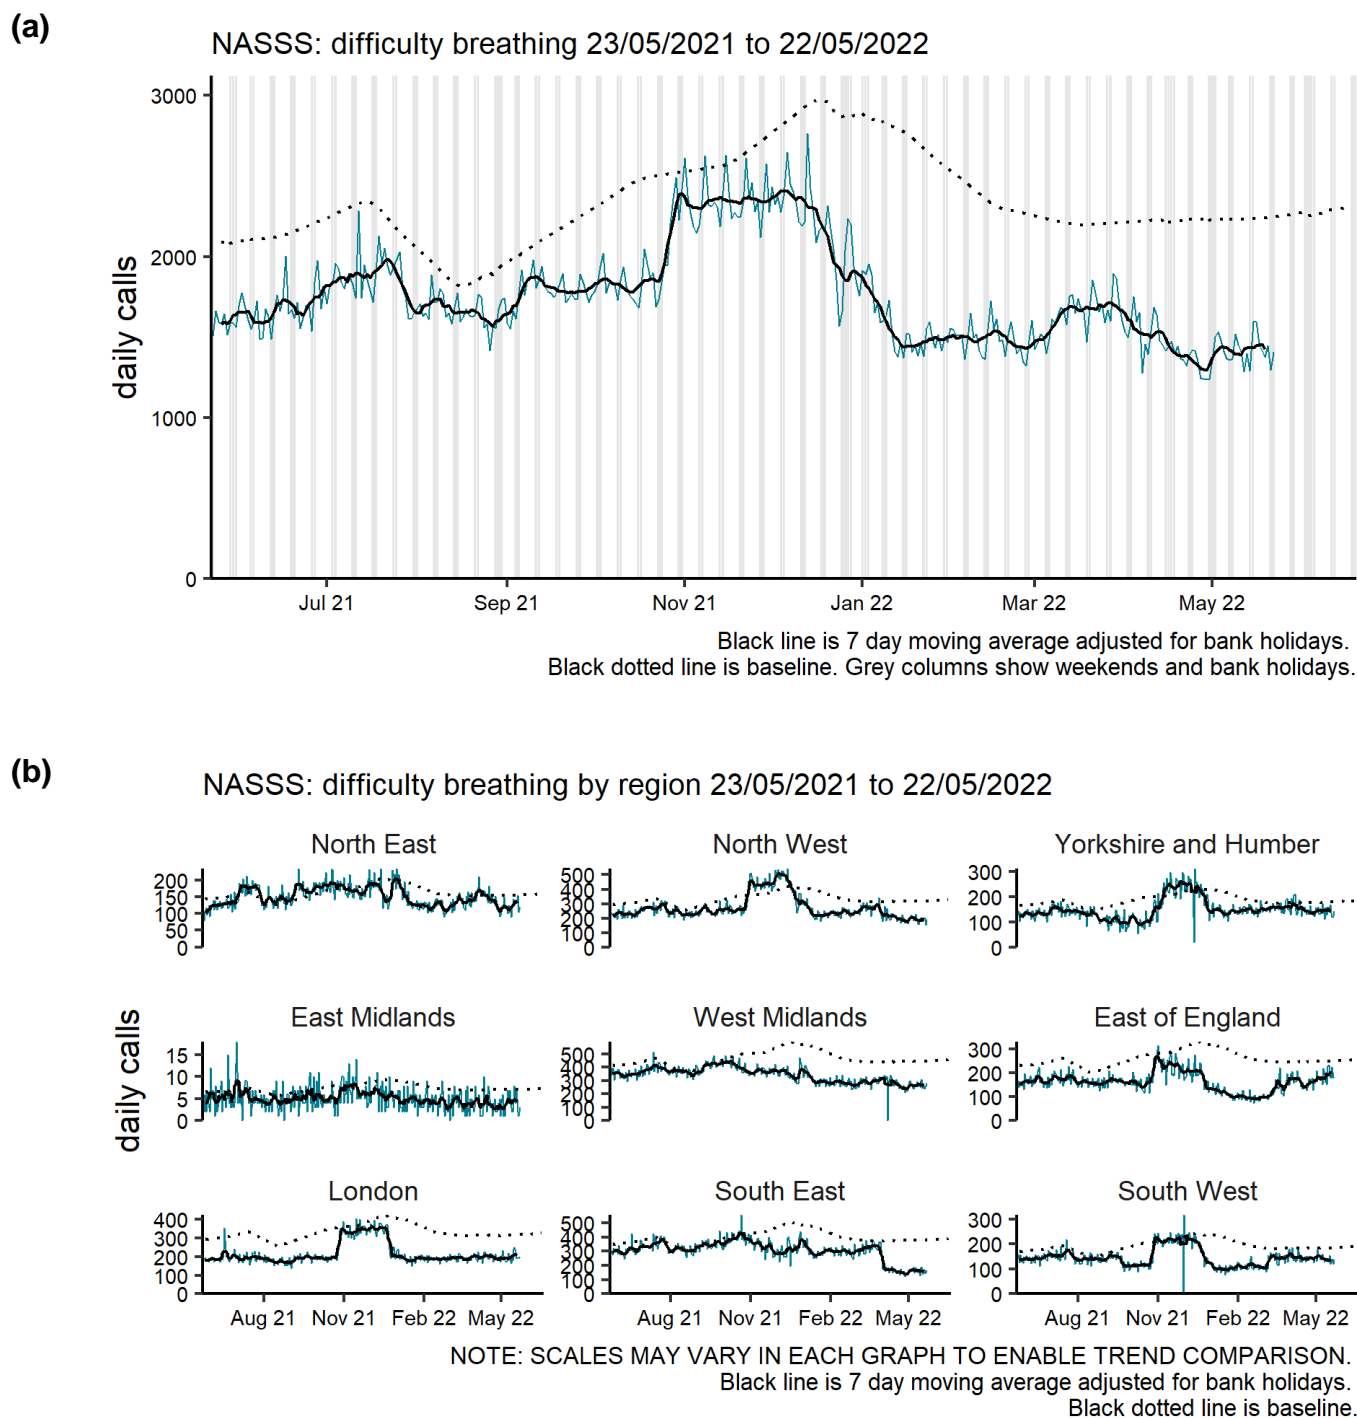 (a)
NASSS: difficulty breathing 23/05/2021 to 22/05/2022
daily calls
3000
2000
1000
0
Jul 21 Sep 21 Nov 21 Jan 22 Mar 22 May 22
Black line is 7 day moving average adjusted for bank holidays.
Black dotted line is baseline. Grey columns show weekends and bank holidays.
(b)
NASSS: difficulty breathing by region 23/05/2021 to 22/05/2022
daily calls
North East
200
150
100
50
0
North West
500
400
300
200
100
0
Yorkshire and Humber
300
200
100
0
East Midlands
15
10
5
0
West Midlands
500
400
300
200
100
0
East of England
300
200
100
0
London
400
300
200
100
0
Aug 21 Nov 21 Feb 22 May 22
South East
500
400
300
200
100
0
Aug 21 Nov 21 Feb 22 May 22
South West
300
200
100
0
Aug 21 Nov 21 Feb 22 May 22
NOTE: SCALES MAY VARY IN EACH GRAPH TO ENABLE TREND COMPARISON.
Black line is 7 day moving average adjusted for bank holidays.
Black dotted line is baseline.